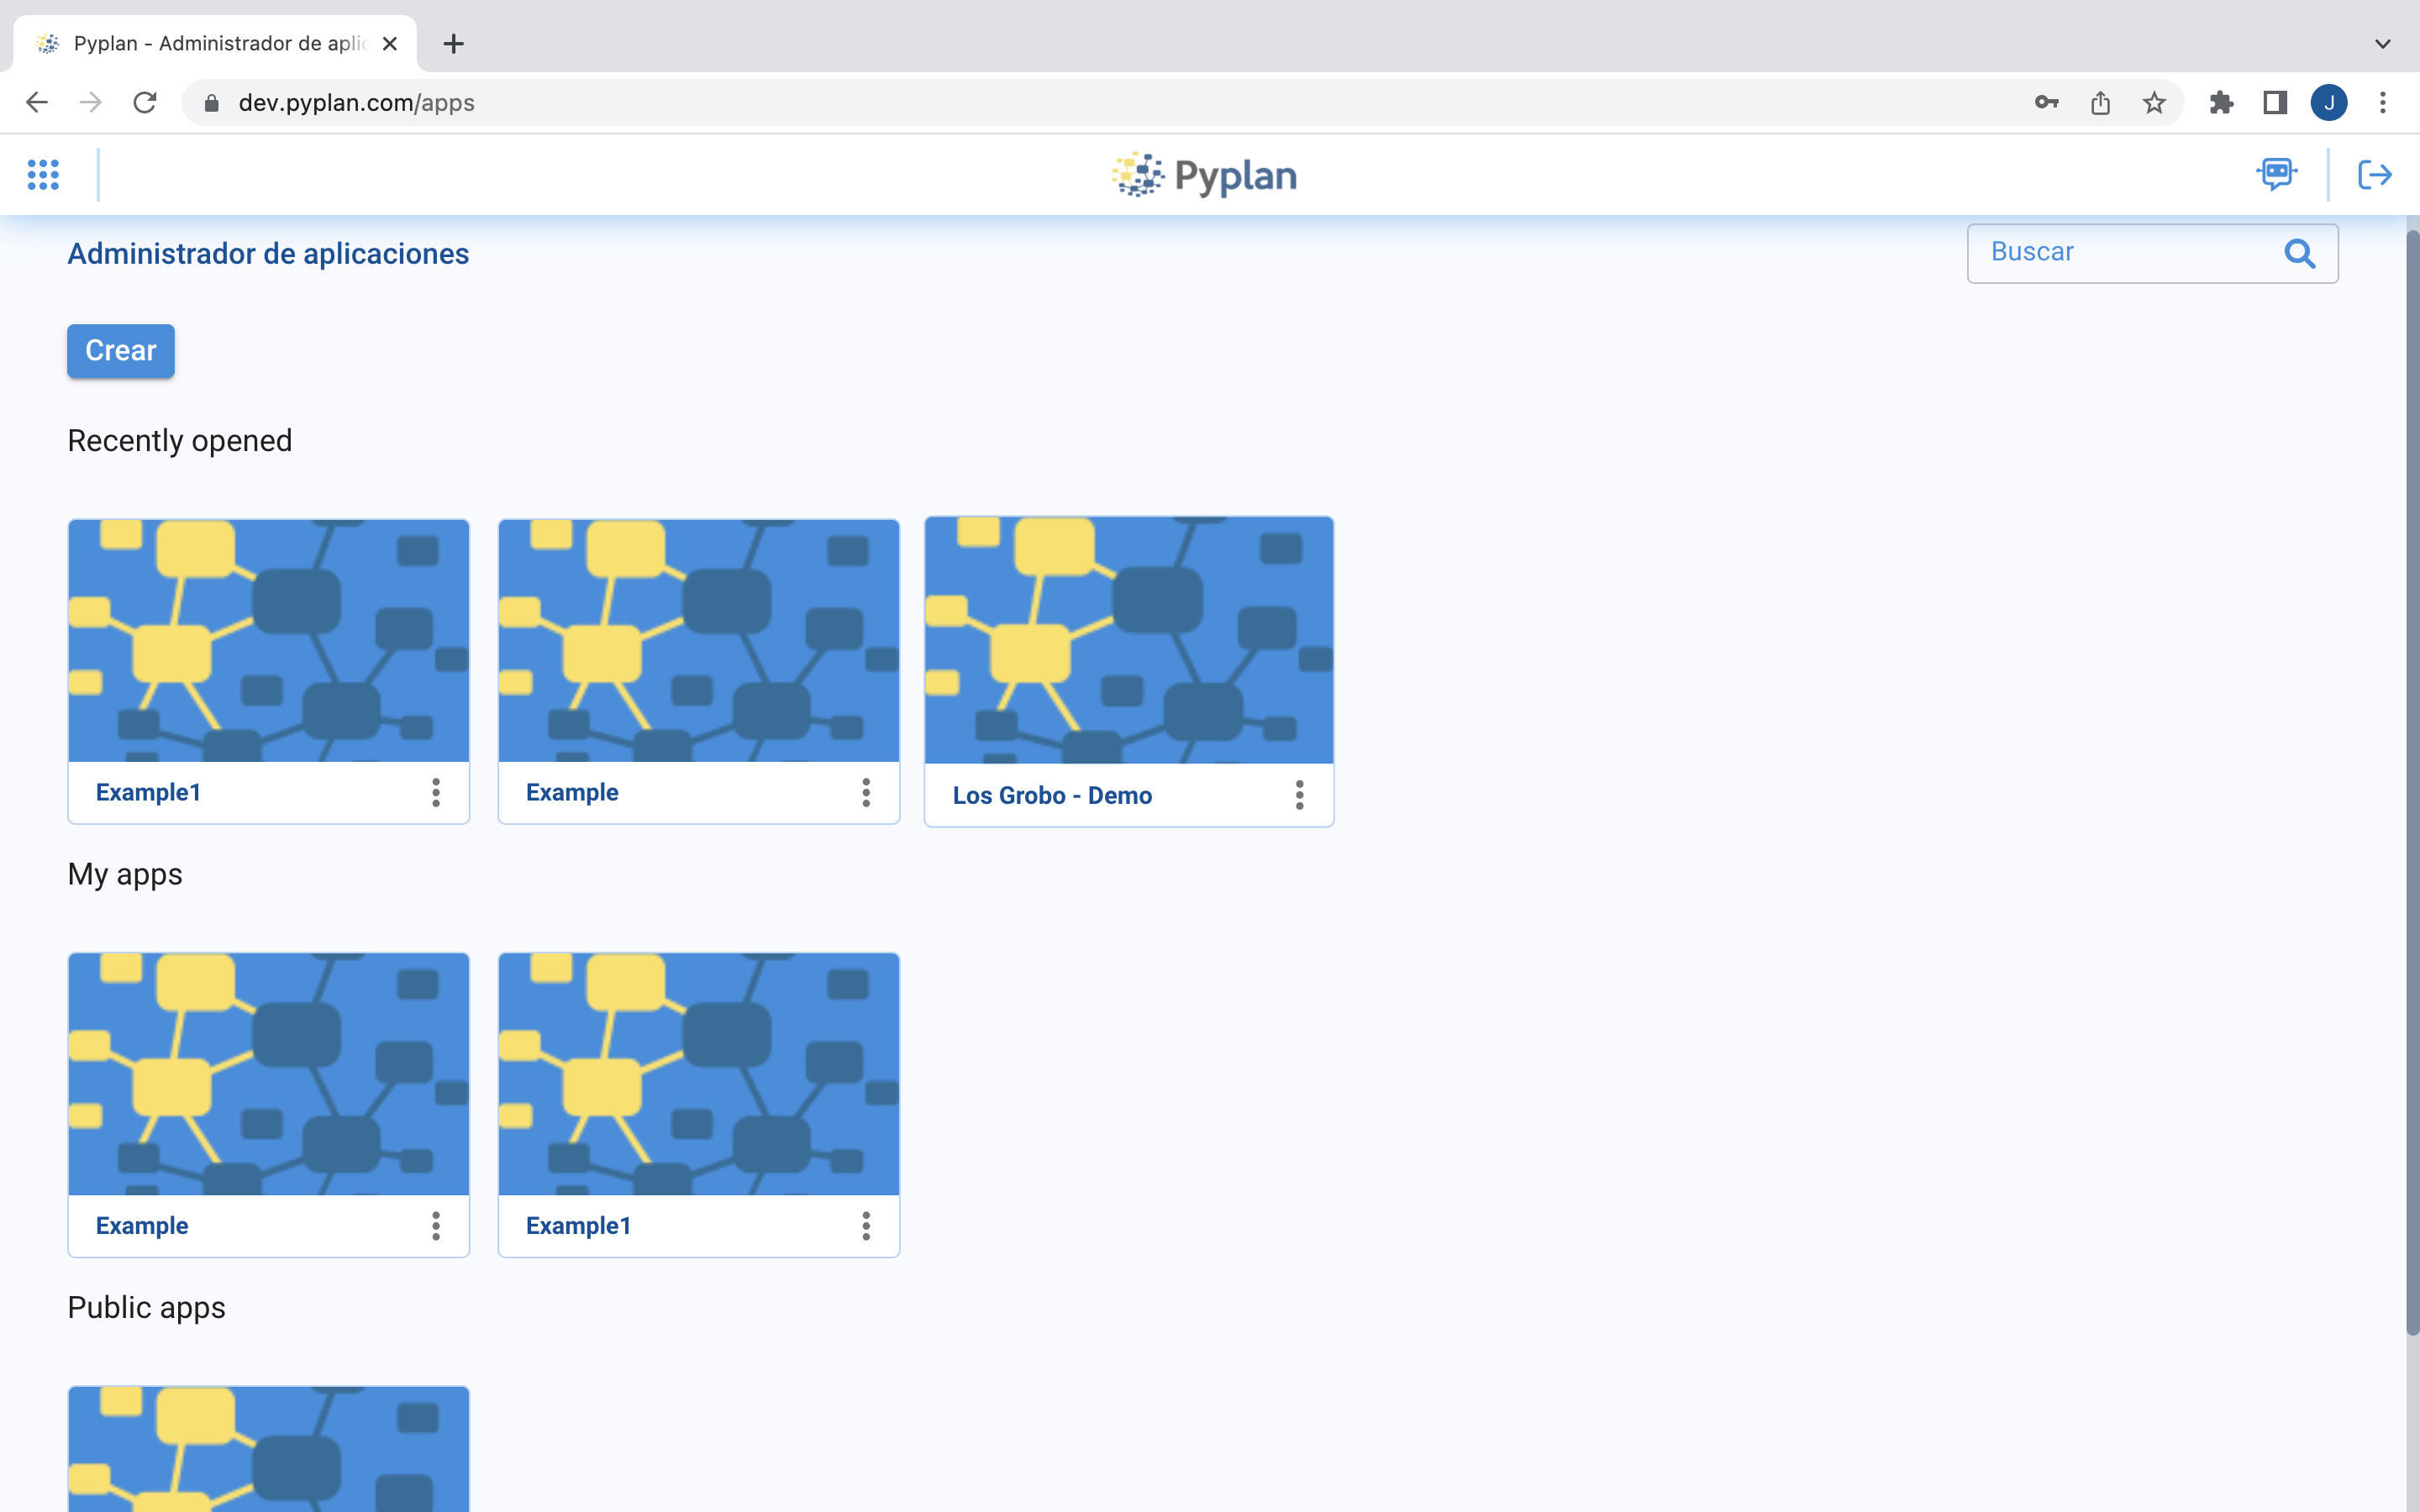 Pyplan - Administrador de aplic
dev.pyplan.com/apps
J
Pyplan
Administrador de aplicaciones
Buscar
Crear
Recently opened
Example1
Example
Los Grobo - Demo
My apps
Example
Example1
Public apps